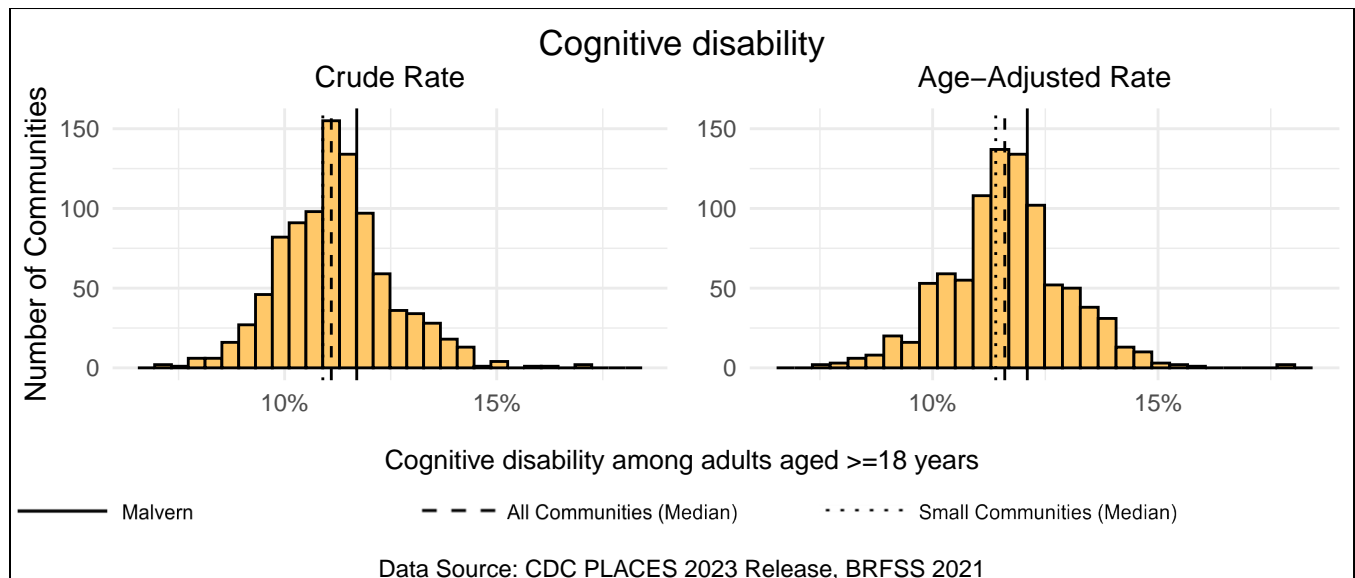 Cognitive disability
Crude Rate
Age−Adjusted Rate
Number of Communities
150
100
50
0
10%
15%
150
100
50
0
10%
15%
Cognitive disability among adults aged >=18 years
Malvern
All Communities (Median)
Small Communities (Median)
Data Source: CDC PLACES 2023 Release, BRFSS 2021